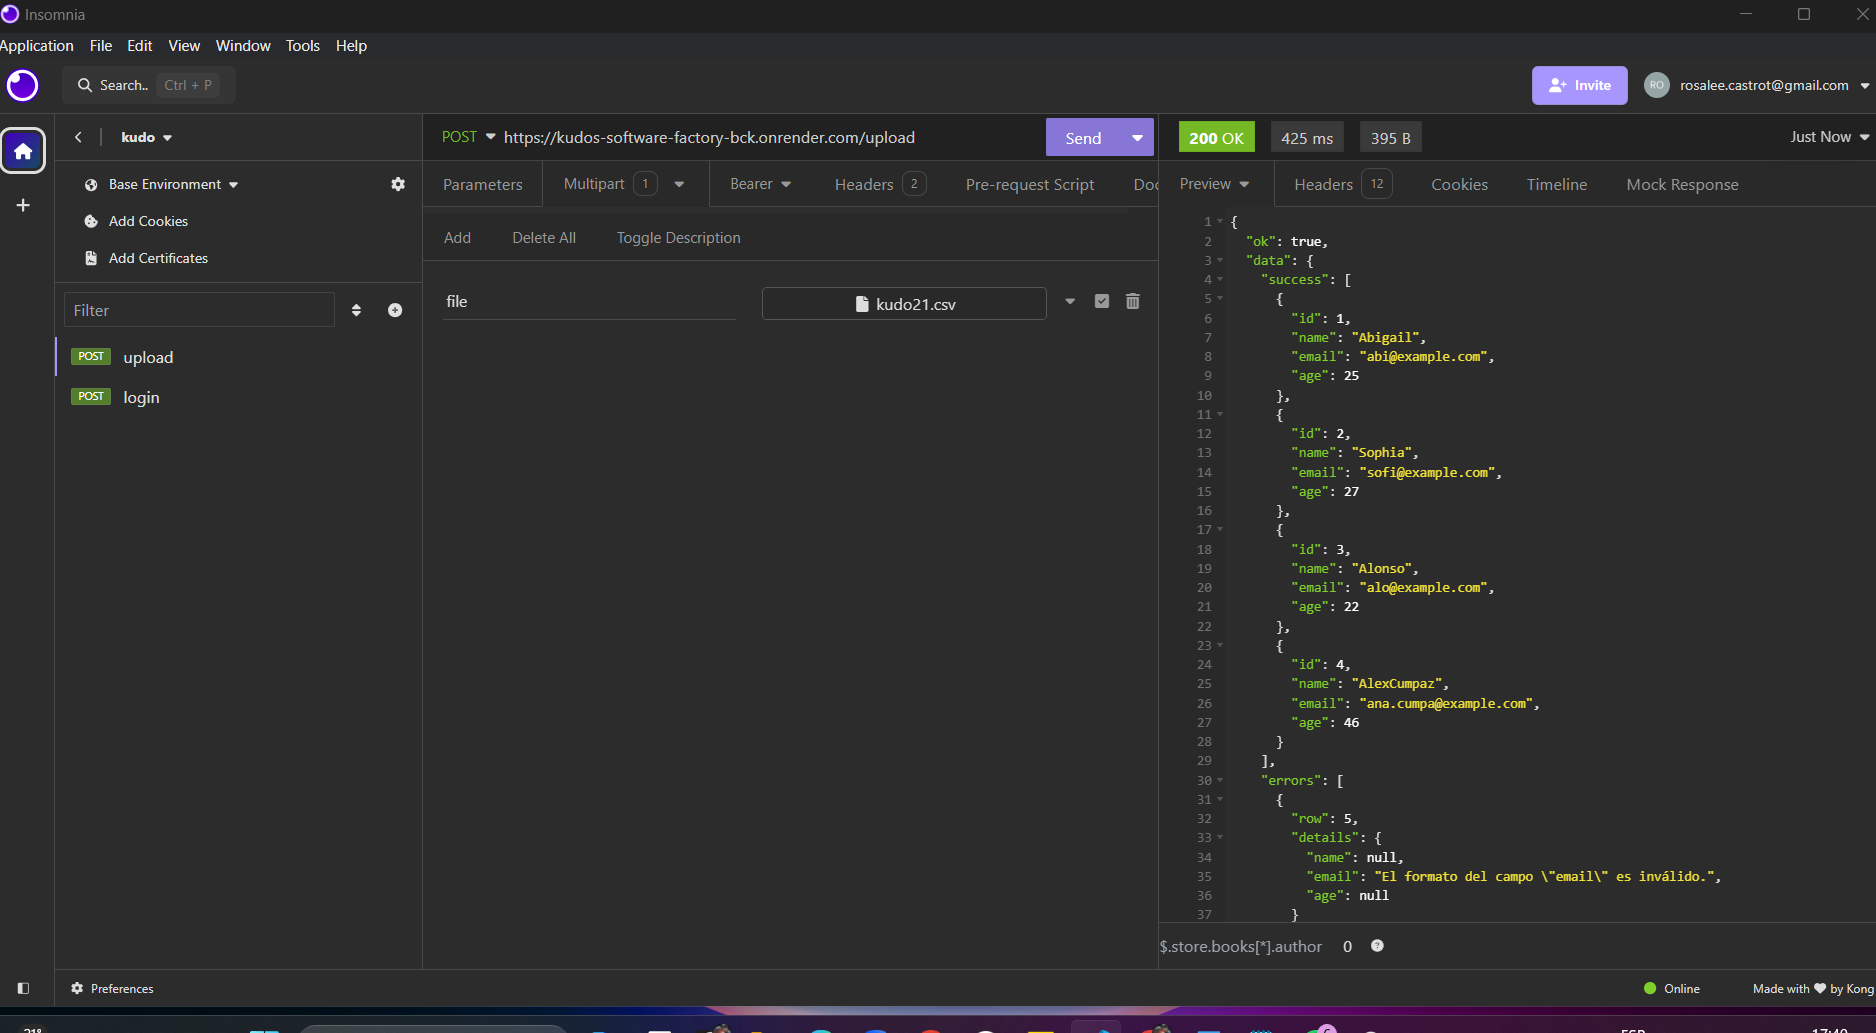 Insomnia
Application File Edit View Window Tools Help
Search.. Ctrl + P
Invite
RO rosalee.castrot@gmail.com
kudo
POST https://kudos-software-factory-bck.onrender.com/upload
Send
200 OK 425 ms 395 B
Just Now
Base Environment
Add Cookies
Add Certificates
Filter
POST upload
POST login
Parameters Multipart 1 Bearer Headers 2 Pre-request Script Doc
Add Delete All Toggle Description
file kudo21.csv
Preview Headers 12 Cookies Timeline Mock Response
1 {
2 "ok": true,
3 "data": {
4 "success": [
5 {
6 "id": 1,
7 "name": "Abigail",
8 "email": "abi@example.com",
9 "age": 25
10 },
11 {
12 "id": 2,
13 "name": "Sophia",
14 "email": "sofi@example.com",
15 "age": 27
16 },
17 {
18 "id": 3,
19 "name": "Alonso",
20 "email": "alo@example.com",
21 "age": 22
22 },
23 {
24 "id": 4,
25 "name": "AlexCumpaz",
26 "email": "ana.cumpa@example.com",
27 "age": 46
28 }
29 ],
30 "errors": [
31 {
32 "row": 5,
33 "details": {
34 "name": null,
35 "email": "El formato del campo \"email\" es inválido.",
36 "age": null
37 }
$.store.books[*].author 0
Preferences
Online
Made with ❤ by Kong